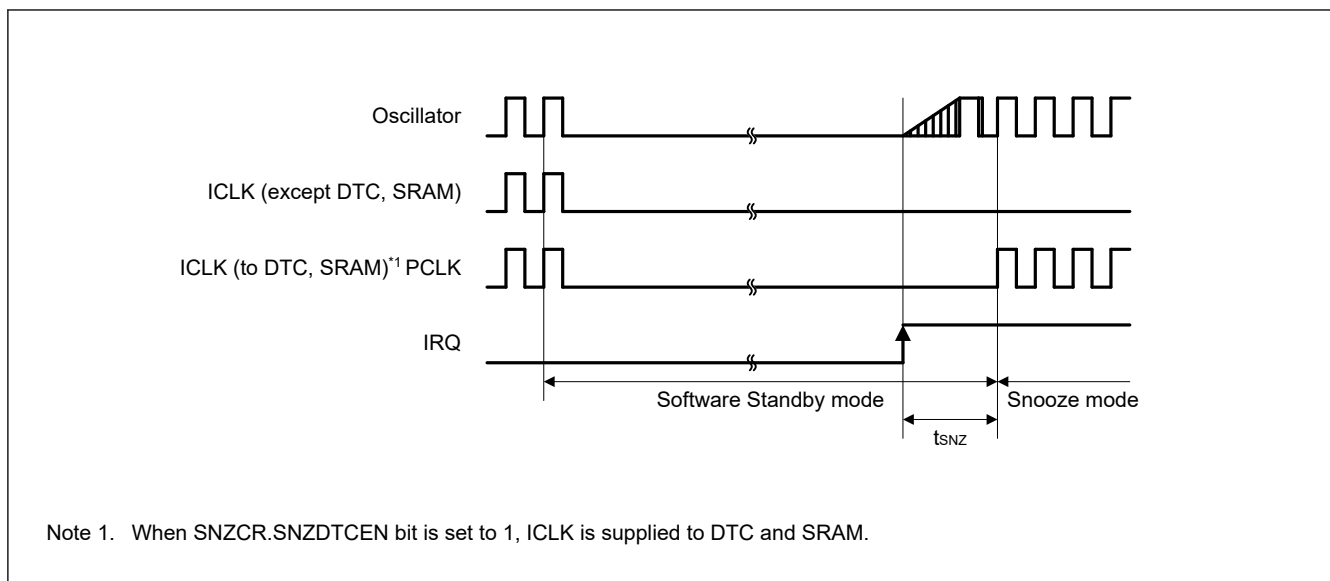 Oscillator
ICLK (except DTC, SRAM)
ICLK (to DTC, SRAM)*1 PCLK
IRQ
Software Standby mode
Snooze mode
tSNZ
Note 1. When SNZCR.SNZDTCEN bit is set to 1, ICLK is supplied to DTC and SRAM.